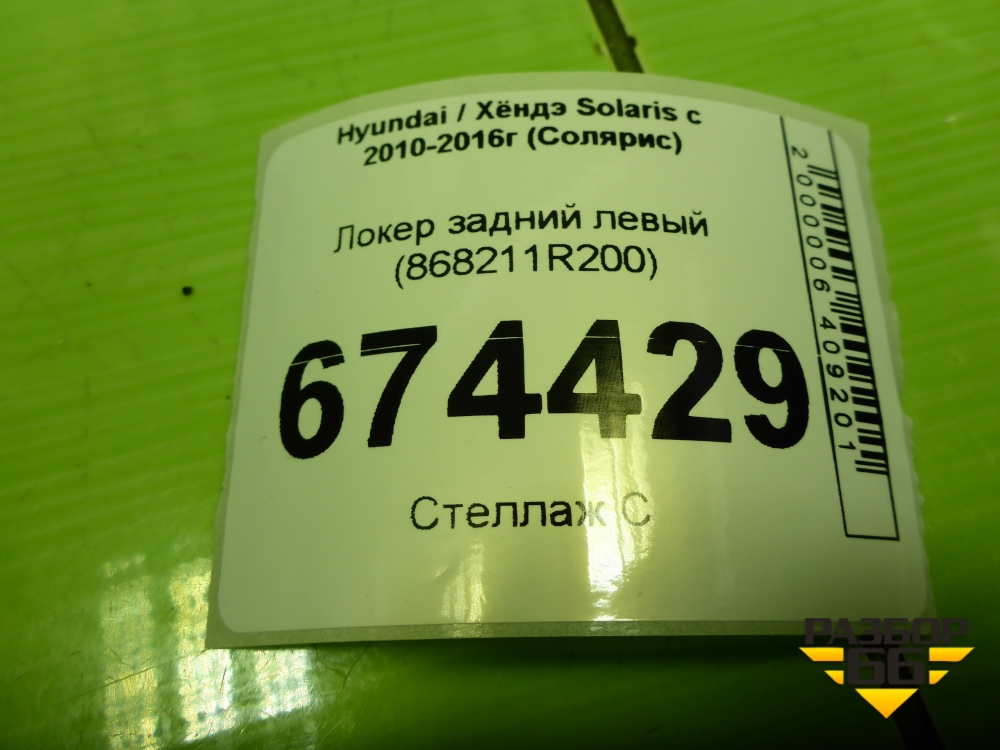 Hyundai / Хёндэ Solaris с
2010-2016г (Солярис)
Локер задний левый
(868211R200)
674429
Стеллаж С
2000006409201
РАЗБОР
66